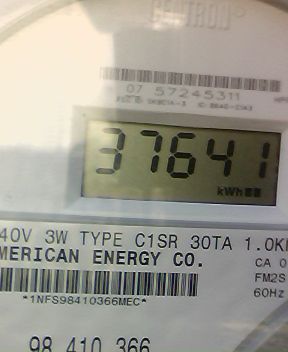 CENTRON®
07 57245311
37641
kWh
40V 3W TYPE C1SR 30TA 1.0K
MERICAN ENERGY CO.
CA 0
FM2S
*1NFS98410366MEC*
60Hz
98 410 366